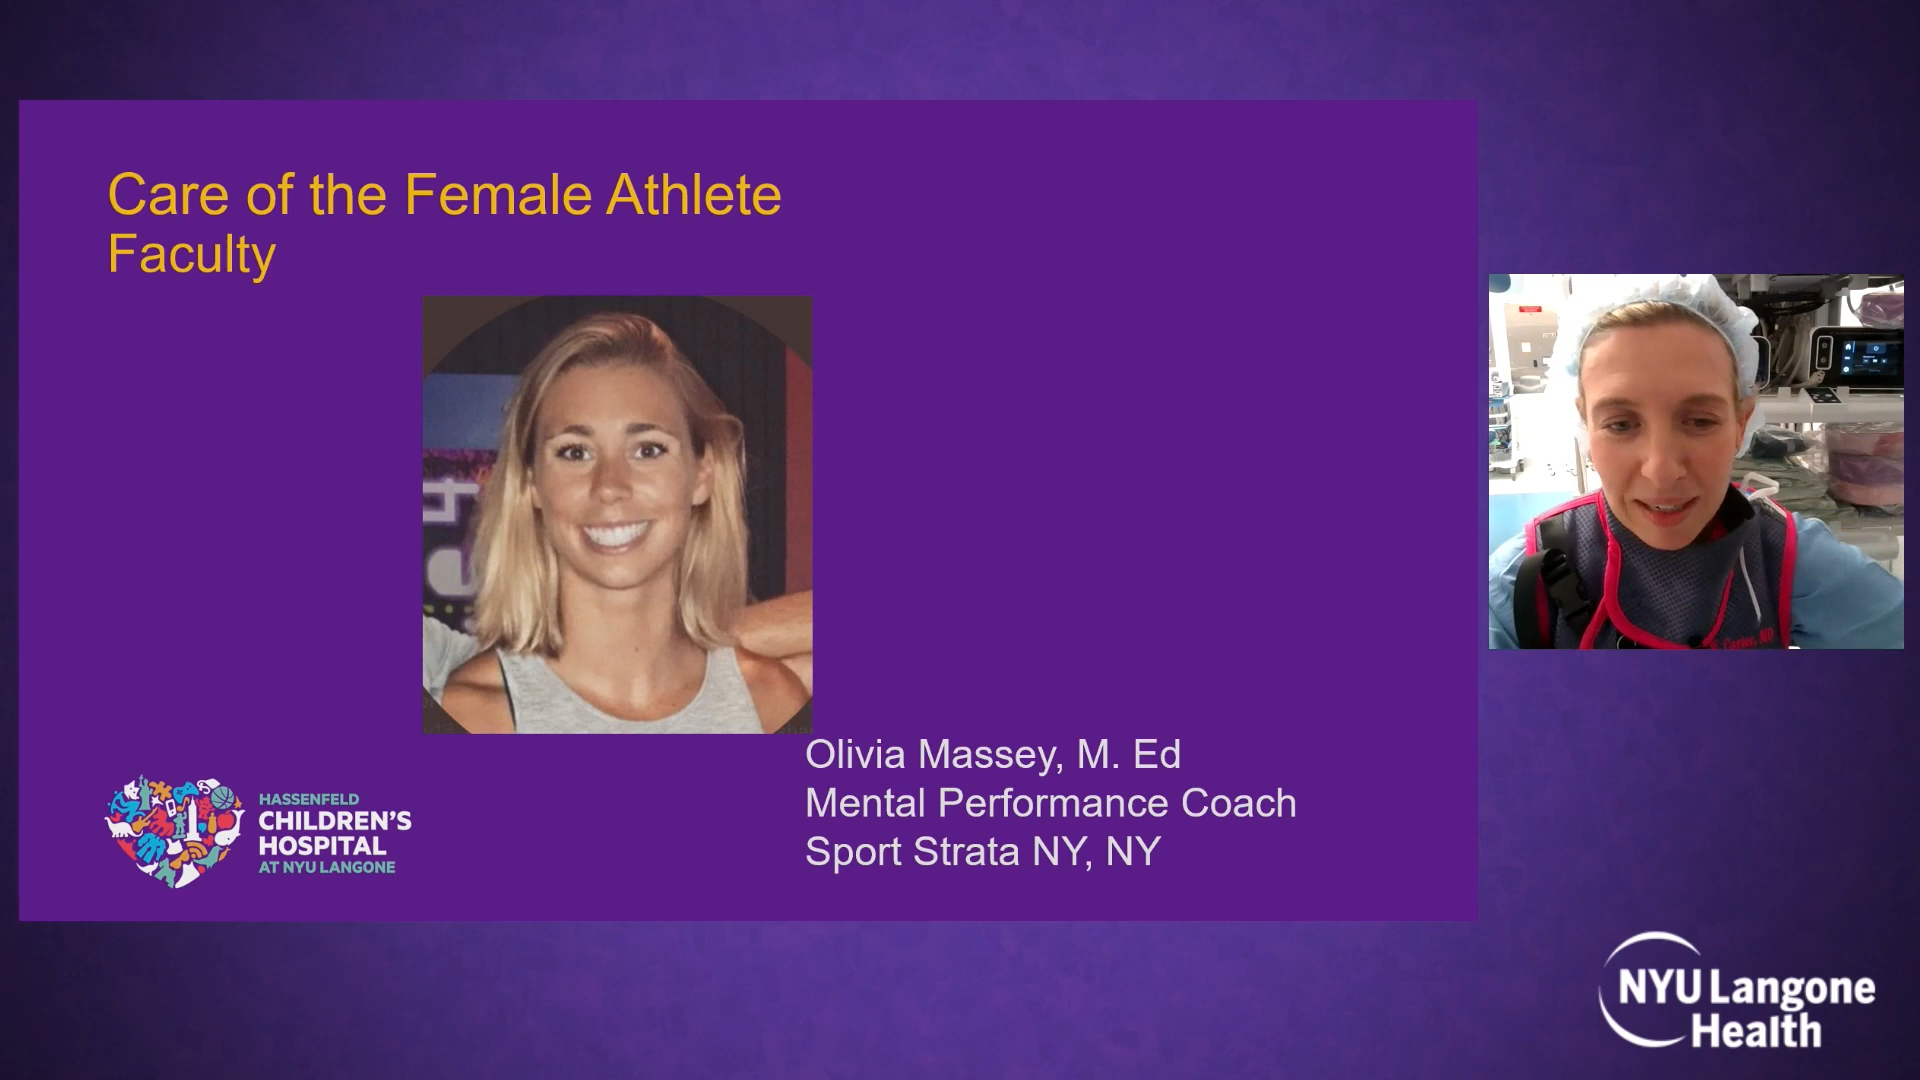 Care of the Female Athlete
Faculty
Olivia Massey, M. Ed
Mental Performance Coach
Sport Strata NY, NY
HASSENFELD
CHILDREN'S
HOSPITAL
AT NYU LANGONE
NYU Langone
Health